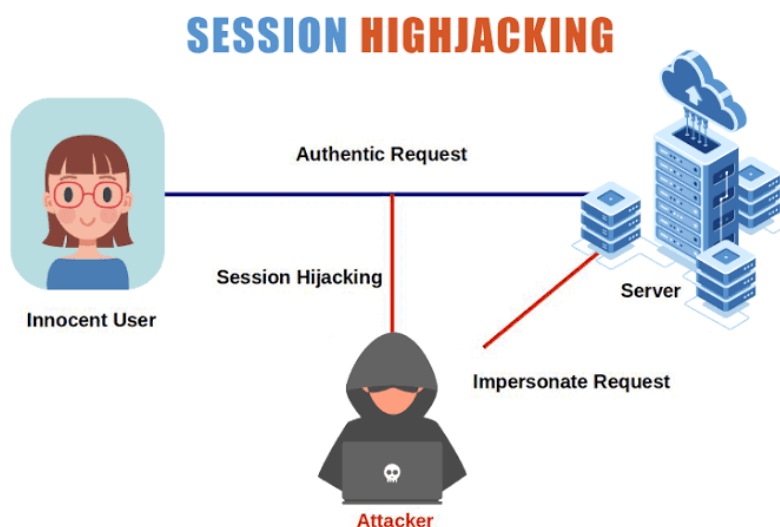 SESSION HIGHJACKING
Authentic Request
Session Hijacking
Innocent User
Server
Impersonate Request
Attacker